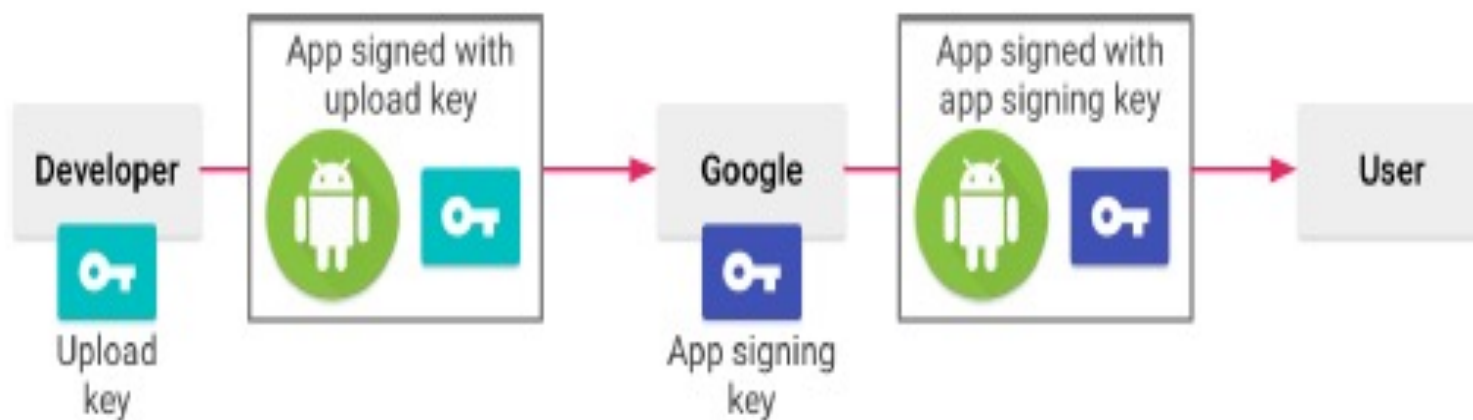 App signed with
upload key
App signed with
app signing key
Developer
Google
User
Upload
key
App signing
key